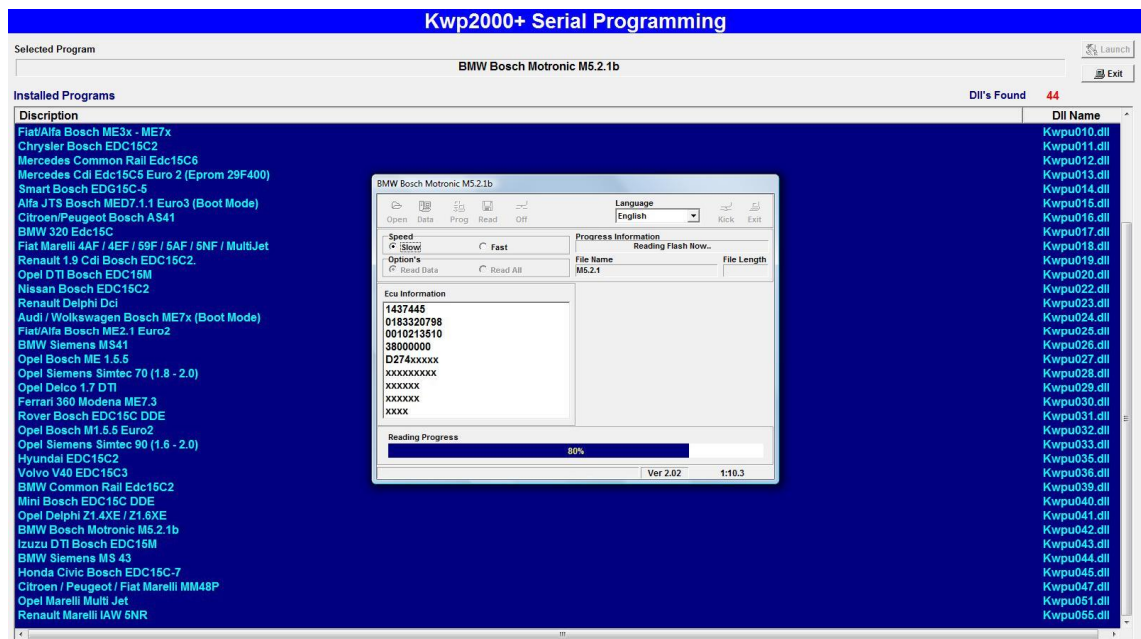 Kwp2000+ Serial Programming
Selected Program
Launch
BMW Bosch Motronic M5.2.1b
Exit
Installed Programs Dll's Found 44
Discription Dll Name
Fiat/Alfa Bosch ME3x - ME7x Kwpu010.dll
Chrysler Bosch EDC15C2 Kwpu011.dll
Mercedes Common Rail Edc15C6 Kwpu012.dll
Mercedes Cdi Edc15C5 Euro 2 (Eprom 29F400) Kwpu013.dll
Smart Bosch EDG15C-5 Kwpu014.dll
Alfa JTS Bosch MED7.1.1 Euro3 (Boot Mode) Kwpu015.dll
Citroen/Peugeot Bosch AS41 Kwpu016.dll
BMW 320 Edc15C Kwpu017.dll
Fiat Marelli 4AF / 4EF / 59F / 5AF / 5NF / MultiJet Kwpu018.dll
Renault 1.9 Cdi Bosch EDC15C2. Kwpu019.dll
Opel DTI Bosch EDC15M Kwpu020.dll
Nissan Bosch EDC15C2 Kwpu022.dll
Renault Delphi Dci Kwpu023.dll
Audi / Wolkswagen Bosch ME7x (Boot Mode) Kwpu024.dll
Fiat/Alfa Bosch ME2.1 Euro2 Kwpu025.dll
BMW Siemens MS41 Kwpu026.dll
Opel Bosch ME 1.5.5 Kwpu027.dll
Opel Siemens Simtec 70 (1.8 - 2.0) Kwpu028.dll
Opel Delco 1.7 DTI Kwpu029.dll
Ferrari 360 Modena ME7.3 Kwpu030.dll
Rover Bosch EDC15C DDE Kwpu031.dll
Opel Bosch M1.5.5 Euro2 Kwpu032.dll
Opel Siemens Simtec 90 (1.6 - 2.0) Kwpu033.dll
Hyundai EDC15C2 Kwpu035.dll
Volvo V40 EDC15C3 Kwpu036.dll
BMW Common Rail Edc15C2 Kwpu039.dll
Mini Bosch EDC15C DDE Kwpu040.dll
Opel Delphi Z1.4XE / Z1.6XE Kwpu041.dll
BMW Bosch Motronic M5.2.1b Kwpu042.dll
Izuzu DTI Bosch EDC15M Kwpu043.dll
BMW Siemens MS 43 Kwpu044.dll
Honda Civic Bosch EDC15C-7 Kwpu045.dll
Citroen / Peugeot / Fiat Marelli MM48P Kwpu047.dll
Opel Marelli Multi Jet Kwpu051.dll
Renault Marelli IAW 5NR Kwpu055.dll
BMW Bosch Motronic M5.2.1b
Language
English
Open Data Prog Read Off Kick Exit
Speed Progress Information
Slow Fast Reading Flash Now..
Option's File Name File Length
Read Data Read All M5.2.1
Ecu Information
1437445
0183320798
0010213510
38000000
D274xxxxx
xxxxxxxxx
xxxxxx
xxxxxx
xxxx
Reading Progress
80%
Ver 2.02 1:10.3